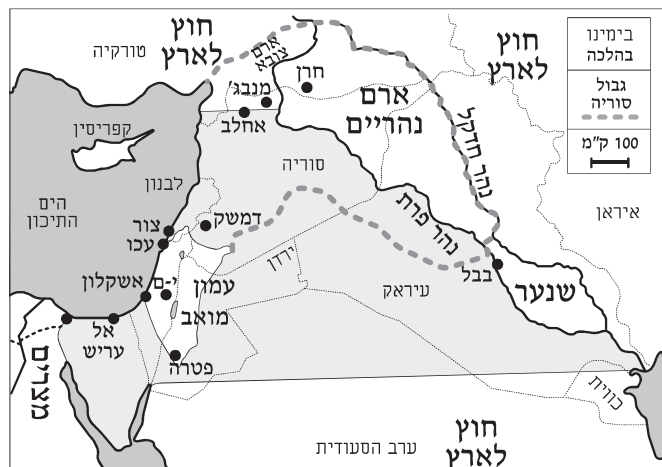 חוץ
לארץ
טורקיה
ארם
צובא
חוץ
לארץ
בימינו
בהלכה
גבול
סוריה
100 ק"מ
חרן
מנבג'
אחלב
ארם
נהריים
נהר חדקל
קפריסין
לבנון
סוריה
הים
התיכון
צור
עכו
דמשק
נהר פרת
איראן
אשקלון
י-ם
עמון
מואב
ירדן
עיראק
בבל
שנער
אל
עריש
פטרה
מצרים
כווית
חוץ
לארץ
ערב הסעודית